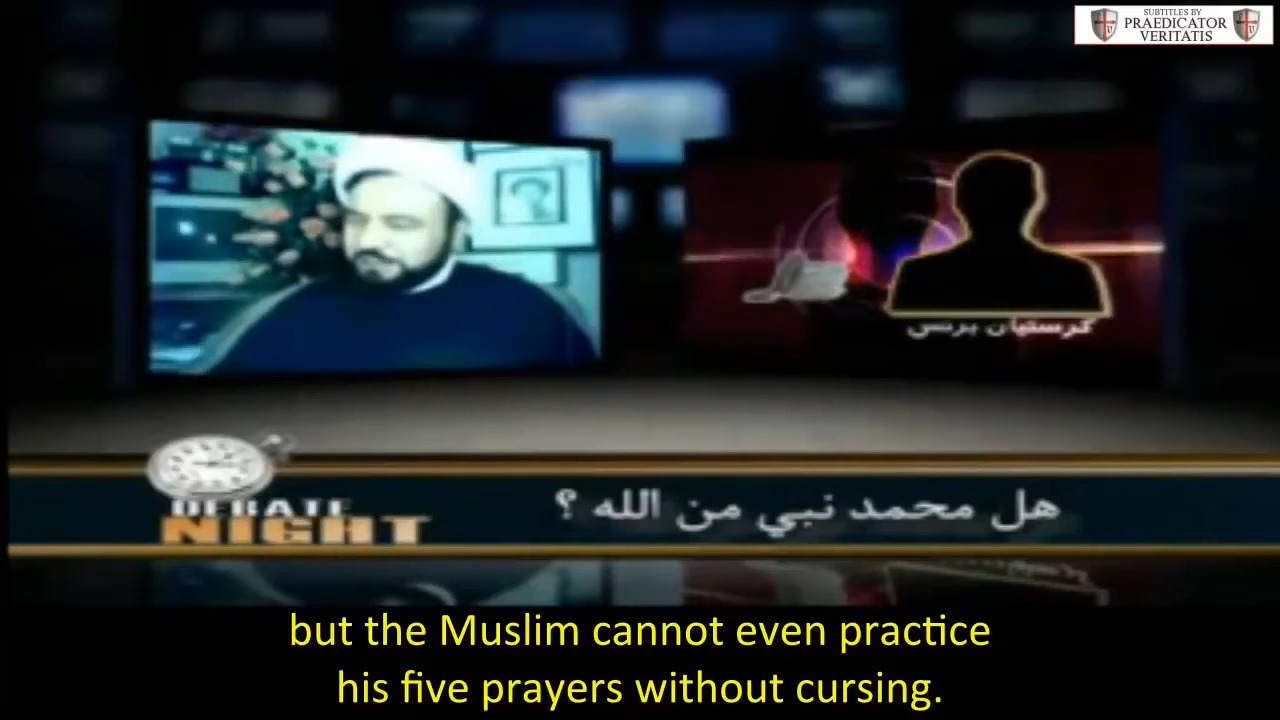 SUBTITLES BY
PRAEDICATOR
VERITATIS
كرستيان برنس
DEBATE
NIGHT
هل محمد نبي من الله ؟
but the Muslim cannot even practice
his five prayers without cursing.